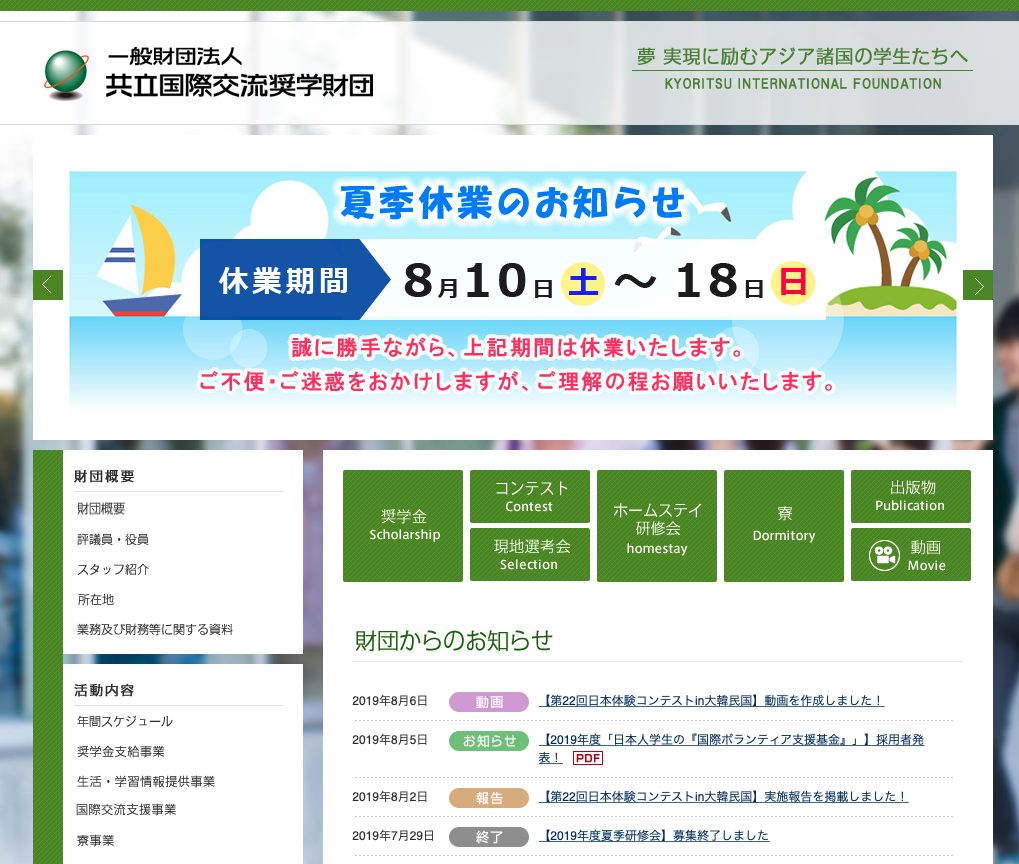 一般財団法人
共立国際交流奨学財団
夢 実現に励むアジア諸国の学生たちへ
KYORITSU INTERNATIONAL FOUNDATION
夏季休業のお知らせ
休業期間
8月10日土～18日日
誠に勝手ながら、上記期間は休業いたします。
ご不便・ご迷惑をおかけしますが、ご理解の程お願いいたします。
財団概要
財団概要
評議員・役員
スタッフ紹介
所在地
業務及び財務等に関する資料
活動内容
年間スケジュール
奨学金支給事業
生活・学習情報提供事業
国際交流支援事業
寮事業
奨学金
Scholarship
コンテスト
Contest
現地選考会
Selection
ホームステイ
研修会
homestay
寮
Dormitory
出版物
Publication
動画
Movie
財団からのお知らせ
2019年8月6日 動画 【第22回日本体験コンテストin大韓民国】動画を作成しました！
2019年8月5日 お知らせ 【2019年度「日本人学生の『国際ボランティア支援基金』」】採用者発
表！ PDF
2019年8月2日 報告 【第22回日本体験コンテストin大韓民国】実施報告を掲載しました！
2019年7月29日 終了 【2019年度夏季研修会】募集終了しました